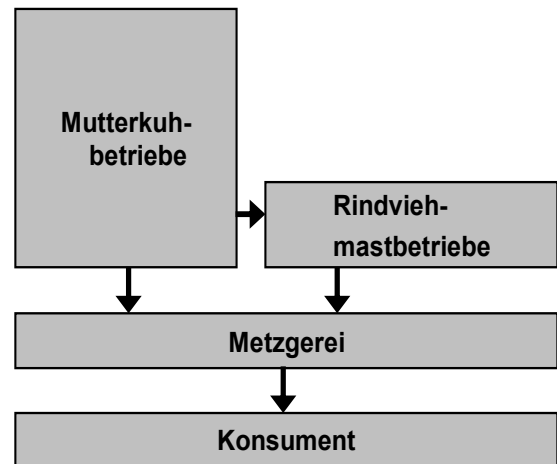 Mutterkuh-
betriebe
Rindvieh-
mastbetriebe
Metzgerei
Konsument